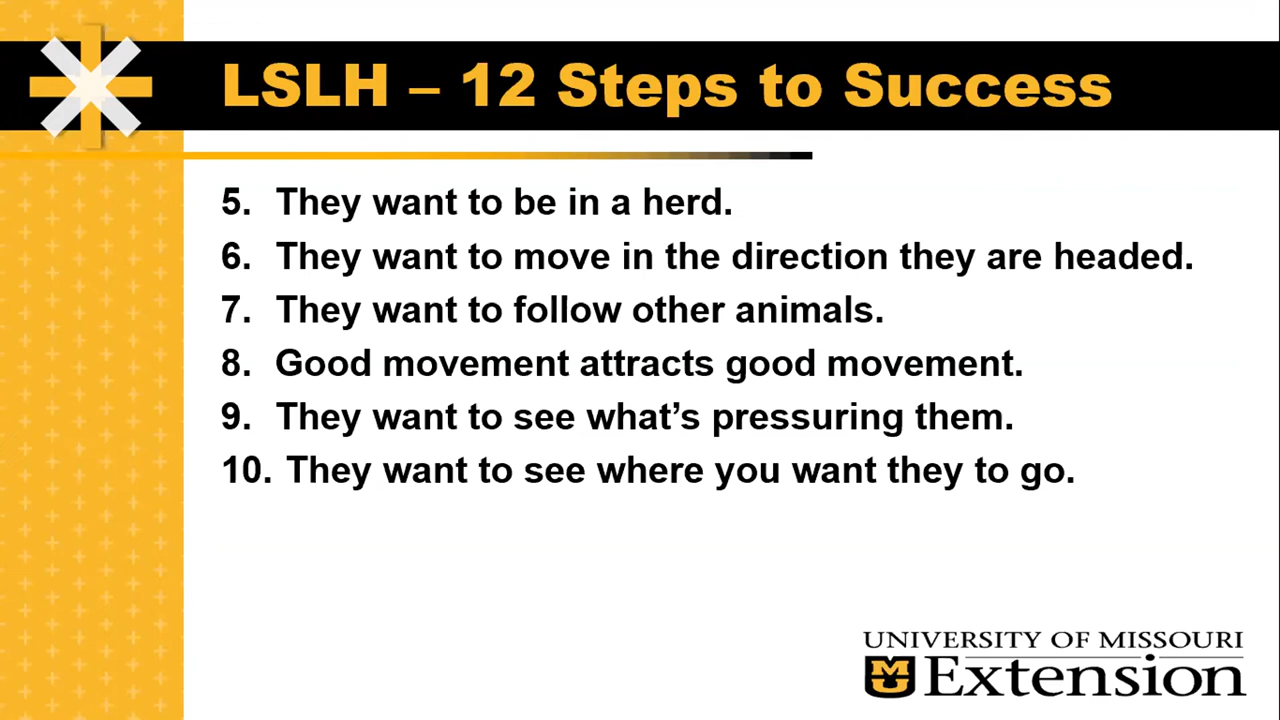 LSLH – 12 Steps to Success
5. They want to be in a herd.
6. They want to move in the direction they are headed.
7. They want to follow other animals.
8. Good movement attracts good movement.
9. They want to see what’s pressuring them.
10. They want to see where you want they to go.
UNIVERSITY OF MISSOURI
Extension